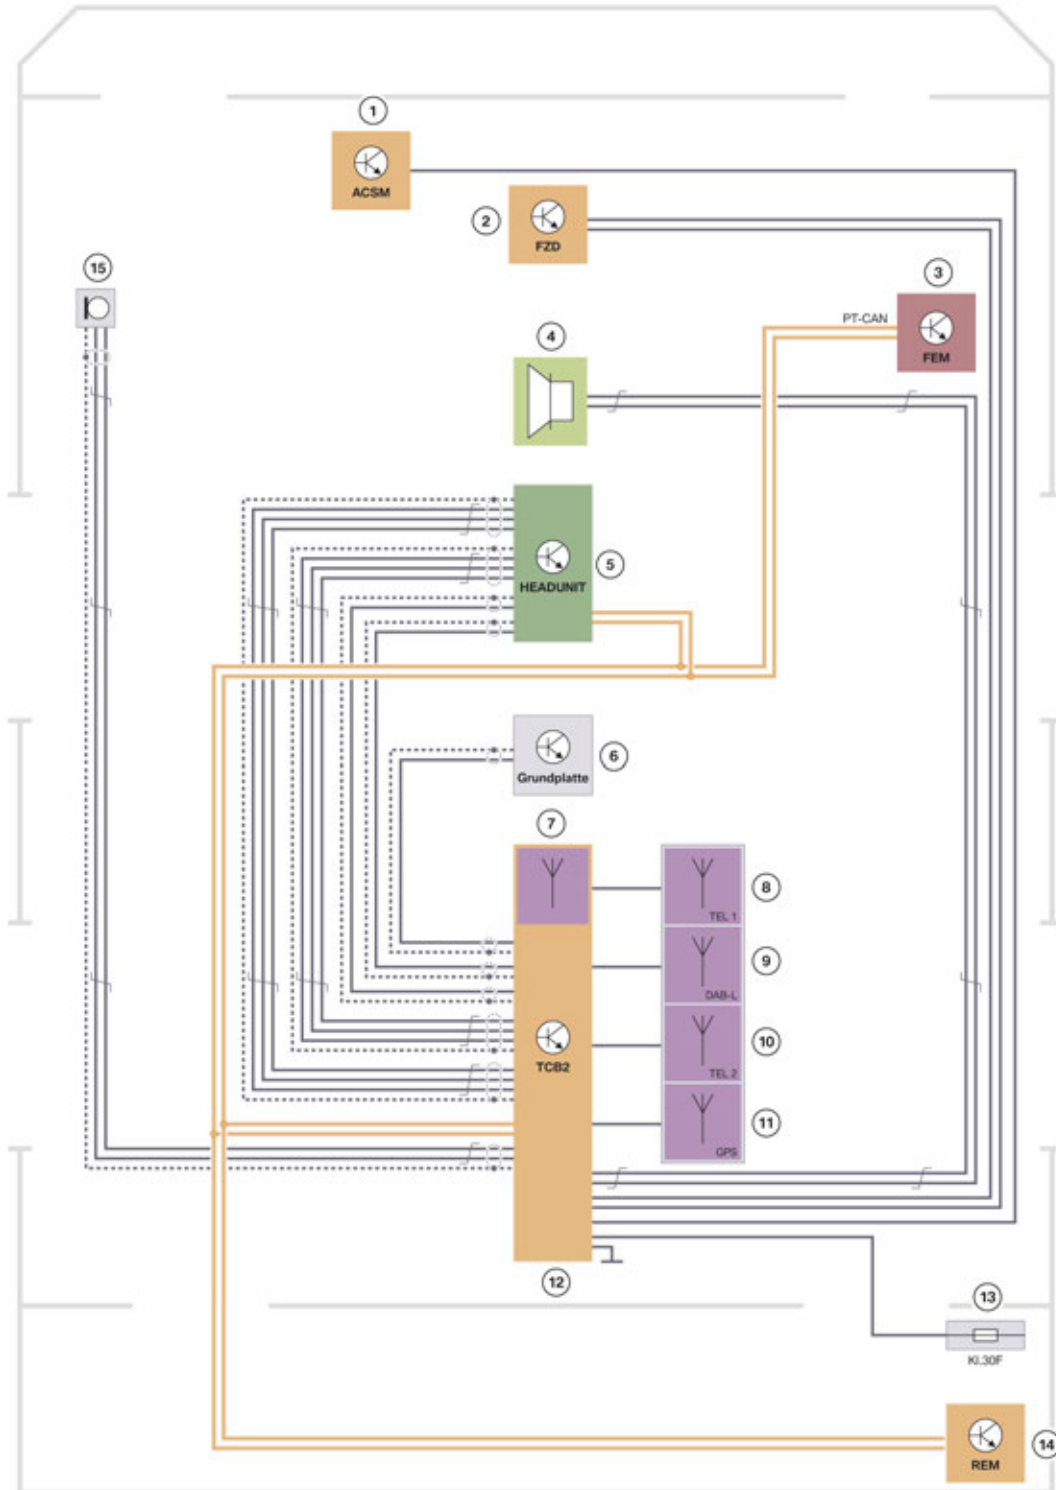 1
ACSM
2
FZD
15
3
PT-CAN
FEM
4
5
HEADUNIT
6
Grundplatte
7
8
TEL 1
9
DAB-L
10
TEL 2
TCB2
11
GPS
12
13
Kl.30F
14
REM